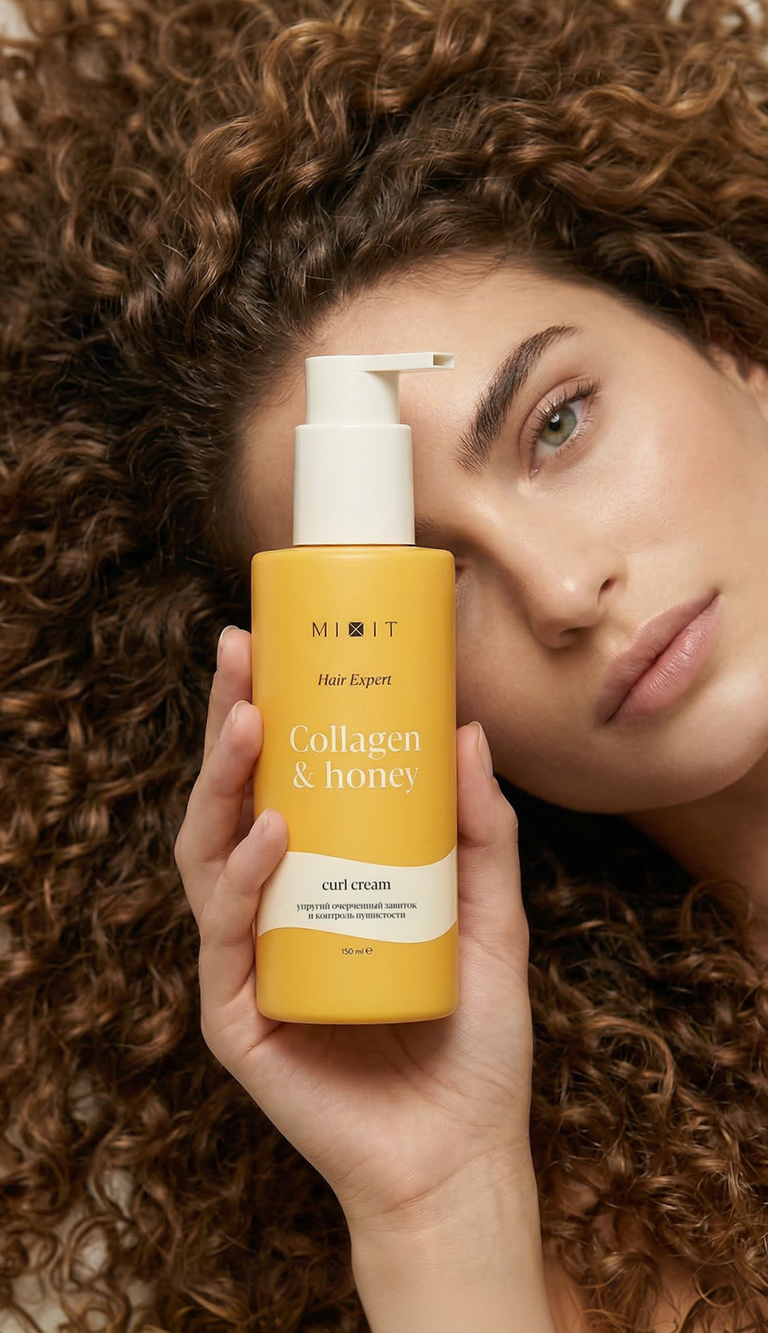 MIXIT
Hair Expert
Collagen
& honey
curl cream
упругий очерченный завиток
и контроль пушистости
150 ml ℮